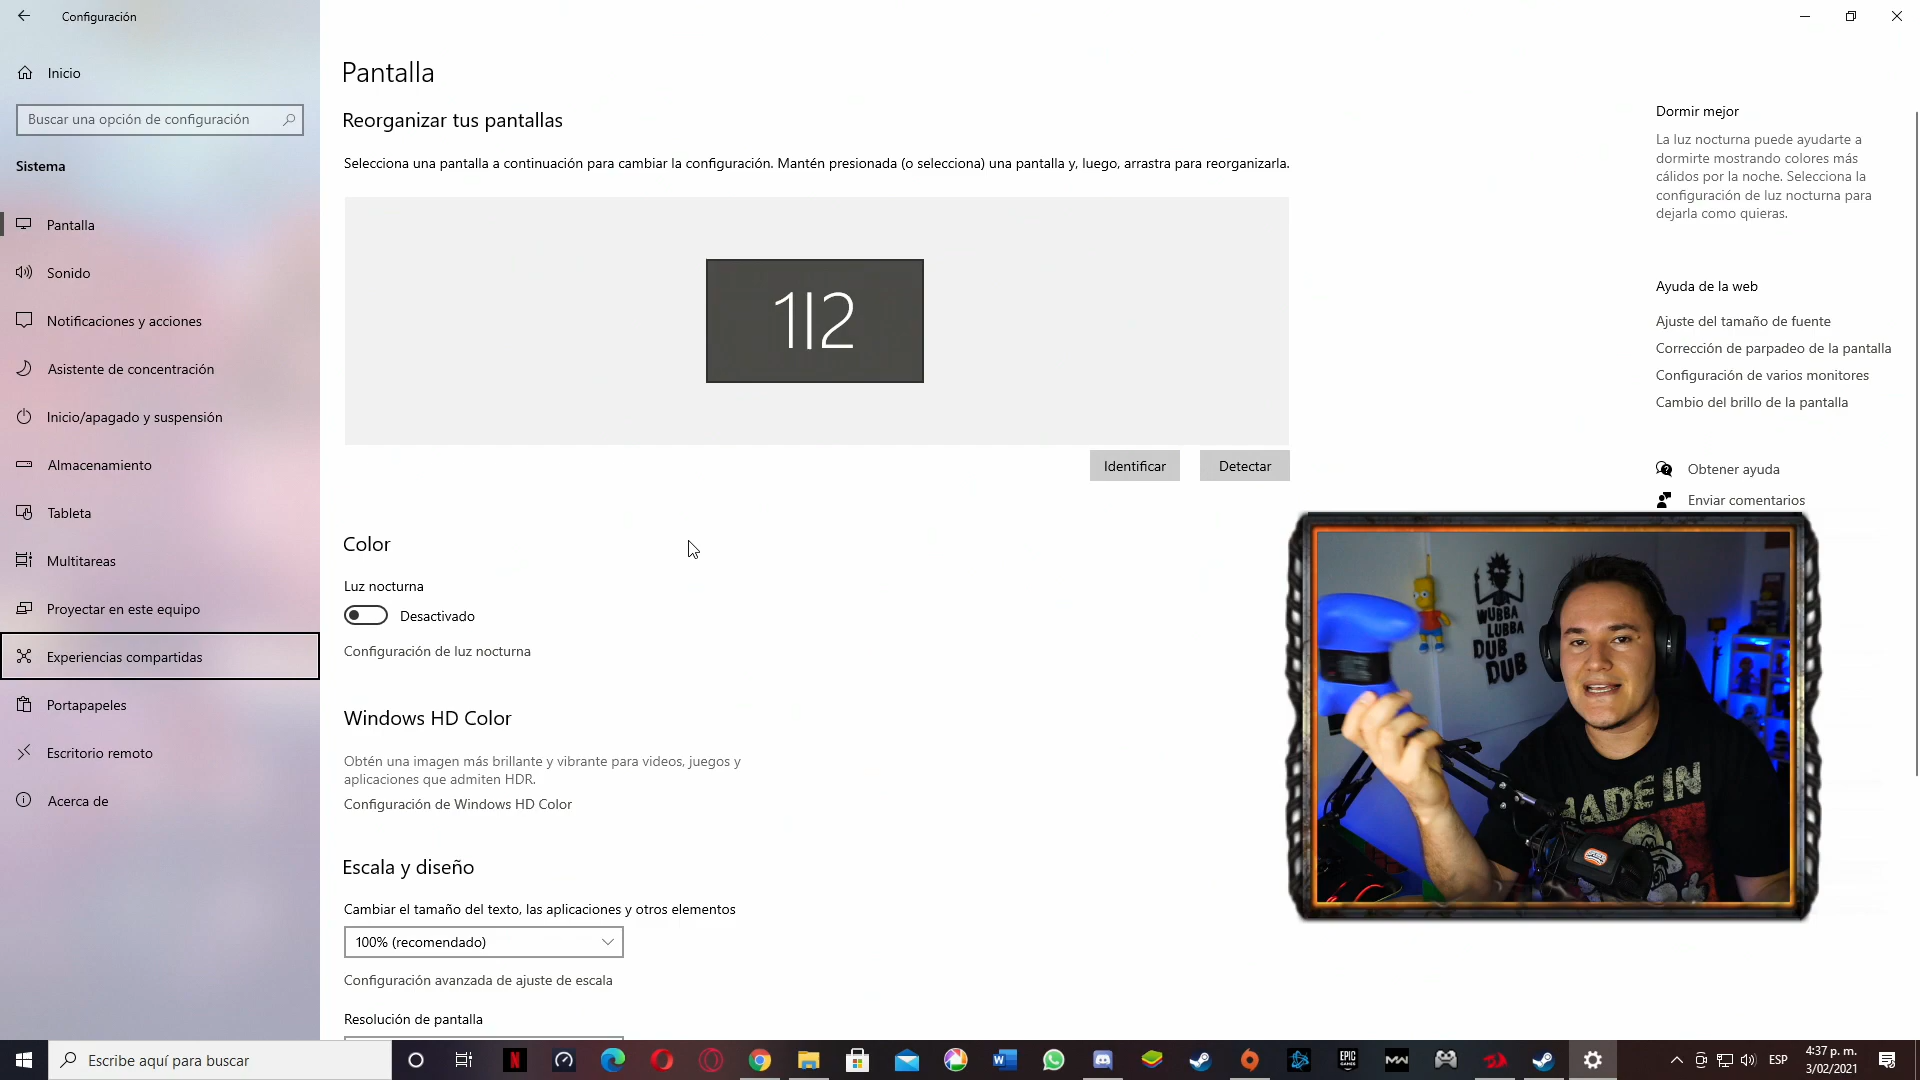 Configuración
Inicio
Buscar una opción de configuración
Sistema
Pantalla
Sonido
Notificaciones y acciones
Asistente de concentración
Inicio/apagado y suspensión
Almacenamiento
Tableta
Multitareas
Proyectar en este equipo
Experiencias compartidas
Portapapeles
Escritorio remoto
Acerca de
Pantalla
Reorganizar tus pantallas
Selecciona una pantalla a continuación para cambiar la configuración. Mantén presionada (o selecciona) una pantalla y, luego, arrastra para reorganizarla.
1|2
Identificar
Detectar
Color
Luz nocturna
Desactivado
Configuración de luz nocturna
Windows HD Color
Obtén una imagen más brillante y vibrante para videos, juegos y
aplicaciones que admiten HDR.
Configuración de Windows HD Color
Escala y diseño
Cambiar el tamaño del texto, las aplicaciones y otros elementos
100% (recomendado)
Configuración avanzada de ajuste de escala
Resolución de pantalla
Dormir mejor
La luz nocturna puede ayudarte a
dormirte mostrando colores más
cálidos por la noche. Selecciona la
configuración de luz nocturna para
dejarla como quieras.
Ayuda de la web
Ajuste del tamaño de fuente
Corrección de parpadeo de la pantalla
Configuración de varios monitores
Cambio del brillo de la pantalla
Obtener ayuda
Enviar comentarios
WUBBA
LUBBA
DUB
DUB
MADE IN
Escribe aquí para buscar
N
W
EPIC
GAMES
MW
ESP
4:37 p. m.
3/02/2021